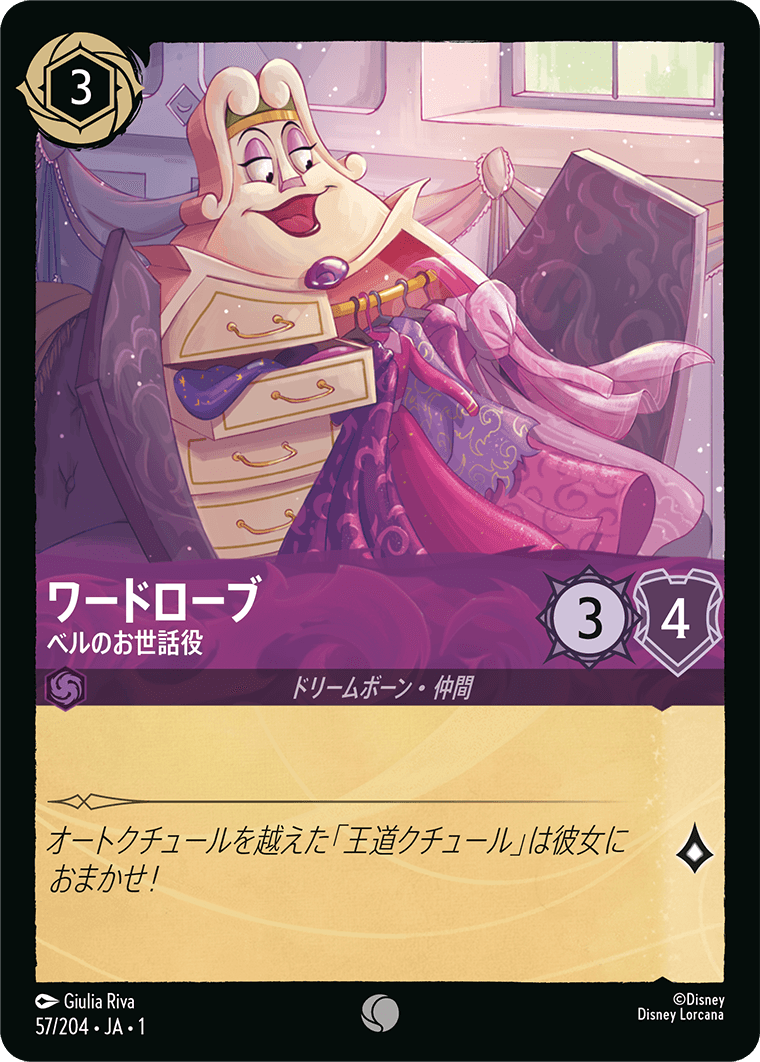 3
ワードローブ
ベルのお世話役
3
4
ドリームボーン・仲間
オートクチュールを越えた「王道クチュール」は彼女に
おまかせ！
Giulia Riva
57/204・JA・1
©Disney
Disney Lorcana